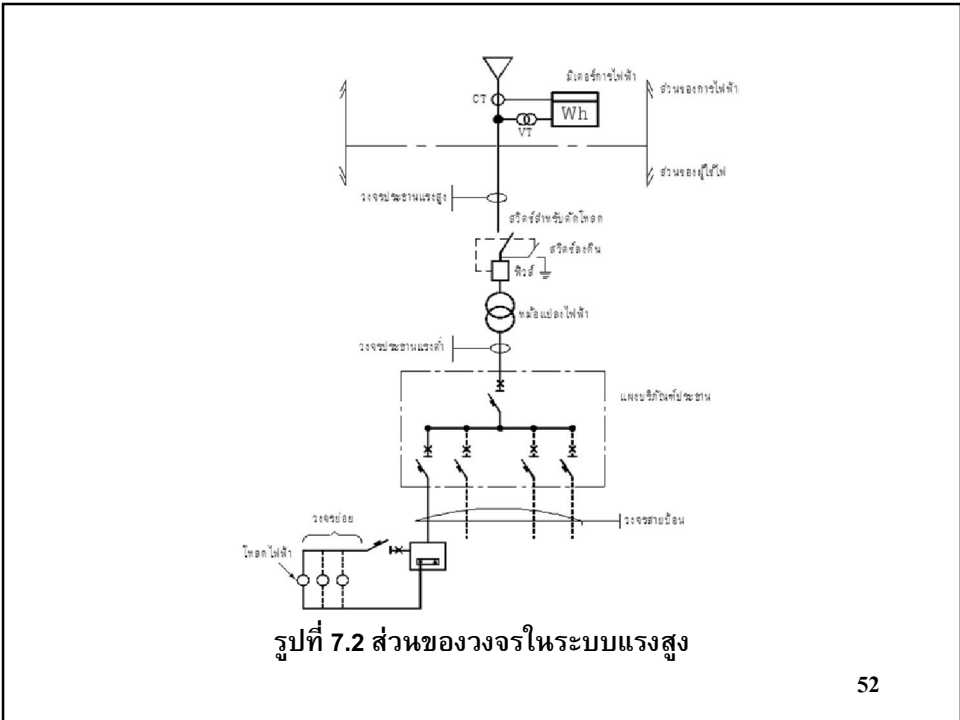 มิเตอร์การไฟฟ้า
ส่วนของการไฟฟ้า
CT
Wh
VT
ส่วนของผู้ใช้ไฟ
วงจรประธานแรงสูง
สวิตช์สำหรับตัดโหลด
สวิตช์ลงดิน
ฟิวส์
หม้อแปลงไฟฟ้า
วงจรประธานแรงต่ำ
แผงบริภัณฑ์ประธาน
วงจรย่อย
วงจรสายป้อน
โหลดไฟฟ้า
รูปที่ 7.2 ส่วนของวงจรในระบบแรงสูง
52